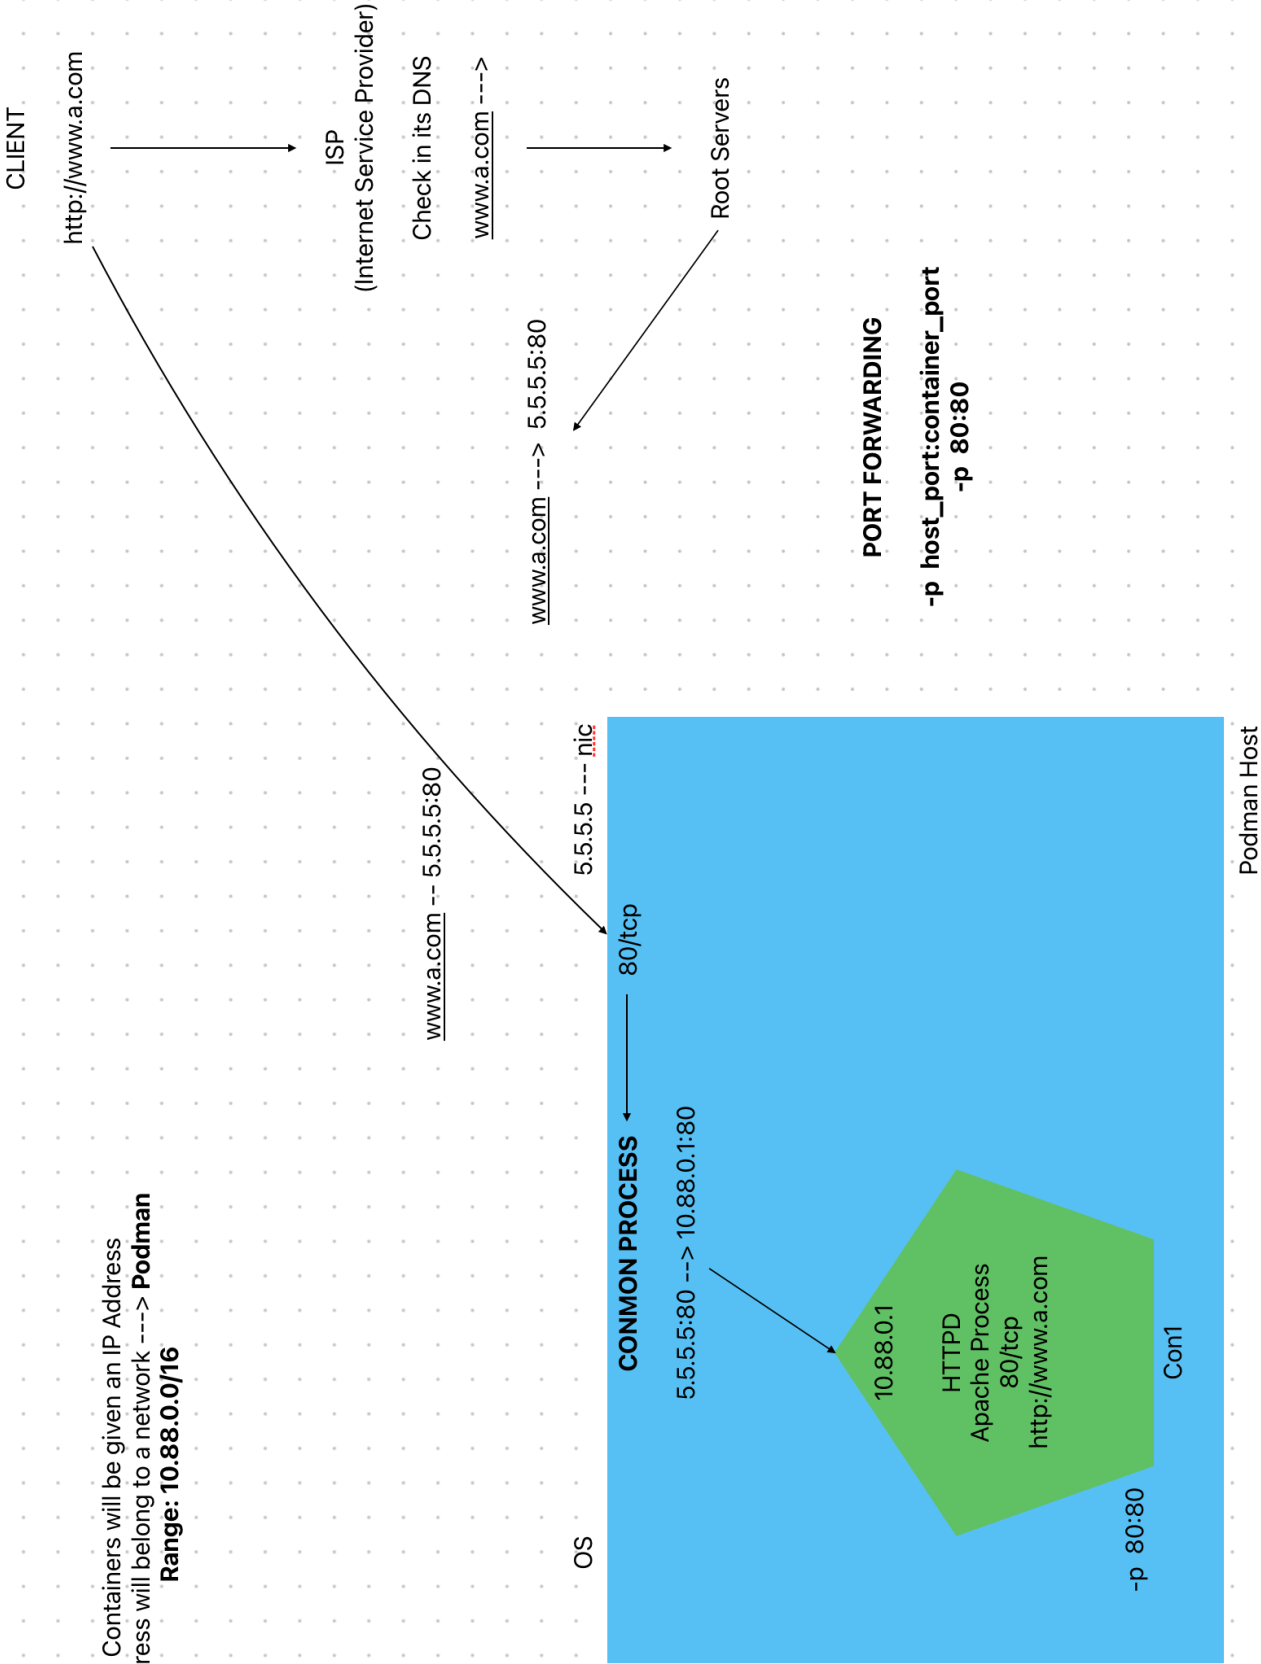 CLIENT
http://www.a.com
ISP
(Internet Service Provider)
Check in its DNS
www.a.com ---->
Root Servers
www.a.com ----> 5.5.5.5:80
PORT FORWARDING
-p host_port:container_port
-p 80:80
Containers will be given an IP Address
ress will belong to a network ----> Podman
Range: 10.88.0.0/16
www.a.com -- 5.5.5.5:80
OS
5.5.5.5 --- nic
80/tcp
CONMON PROCESS
5.5.5.5:80 --> 10.88.0.1:80
10.88.0.1
HTTPD
Apache Process
80/tcp
http://www.a.com
-p 80:80
Con1
Podman Host